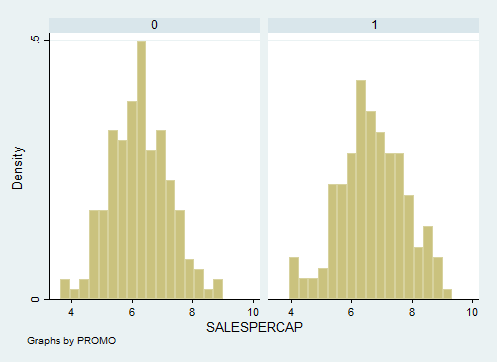 0 1
.5
Density
0
4 6 8 10 4 6 8 10
SALESPERCAP
Graphs by PROMO